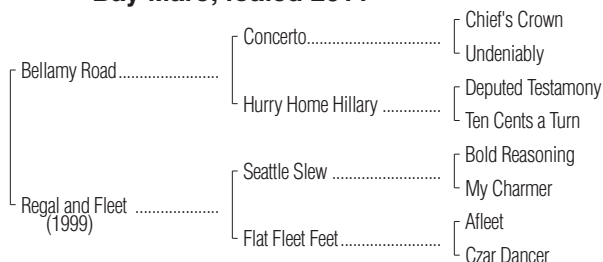 Concerto
Chief's Crown
Undeniably
Bellamy Road
Hurry Home Hillary
Deputed Testamony
Ten Cents a Turn
Regal and Fleet
(1999)
Seattle Slew
Bold Reasoning
My Charmer
Flat Fleet Feet
Afleet
Czar Dancer